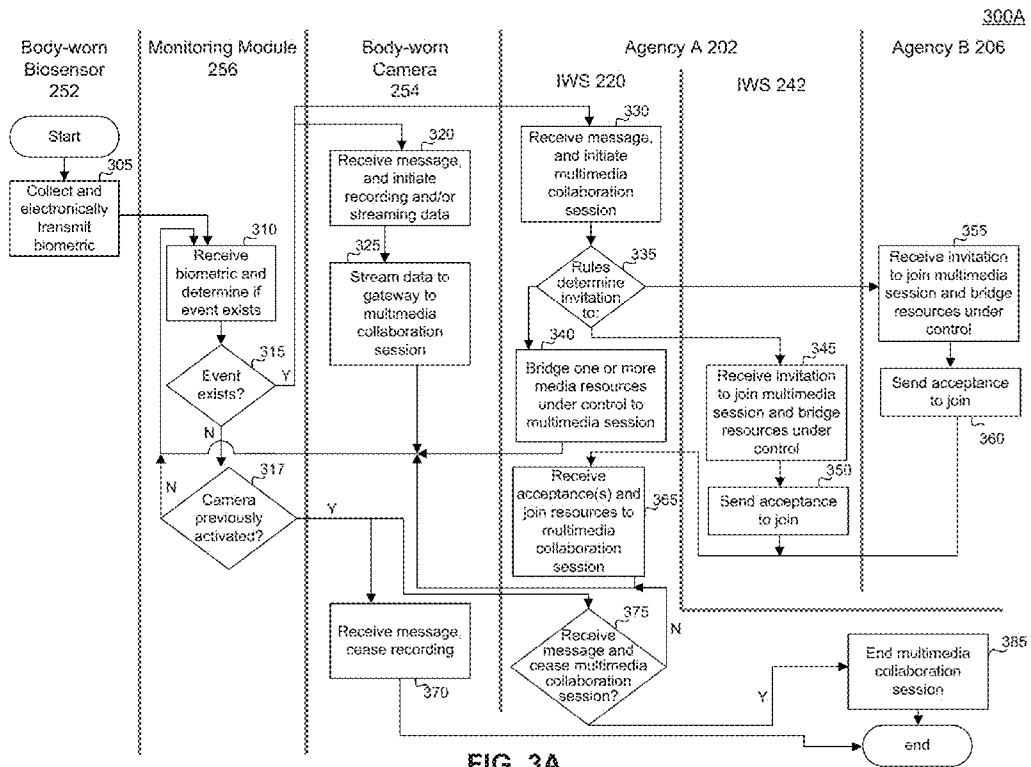 300A
Body-worn
Biosensor
252
Monitoring Module
256
Body-worn
Camera
254
Agency A 202
IWS 220
IWS 242
Agency B 206
Start
305
Collect and
electronically
transmit
biometric
310
Receive
biometric and
determine if
event exists
315
Event
exists?
Y
N
317
Camera
previously
activated?
N
Y
320
Receive message,
and initiate
recording and/or
streaming data
325
Stream data to
gateway to
multimedia
collaboration
session
330
Receive message,
and initiate
multimedia
collaboration
session
335
Rules
determine
invitation
to:
340
Bridge one or more
media resources
under control to
multimedia session
345
Receive invitation
to join multimedia
session and bridge
resources under
control
350
Send acceptance
to join
355
Receive invitation
to join multimedia
session and bridge
resources under
control
Send acceptance
to join
360
Receive
acceptance(s) and
join resources to
multimedia
collaboration
session
365
Receive message,
cease recording
370
375
Receive
message and
cease multimedia
collaboration
session?
N
Y
385
End multimedia
collaboration
session
end
FIG. 3A